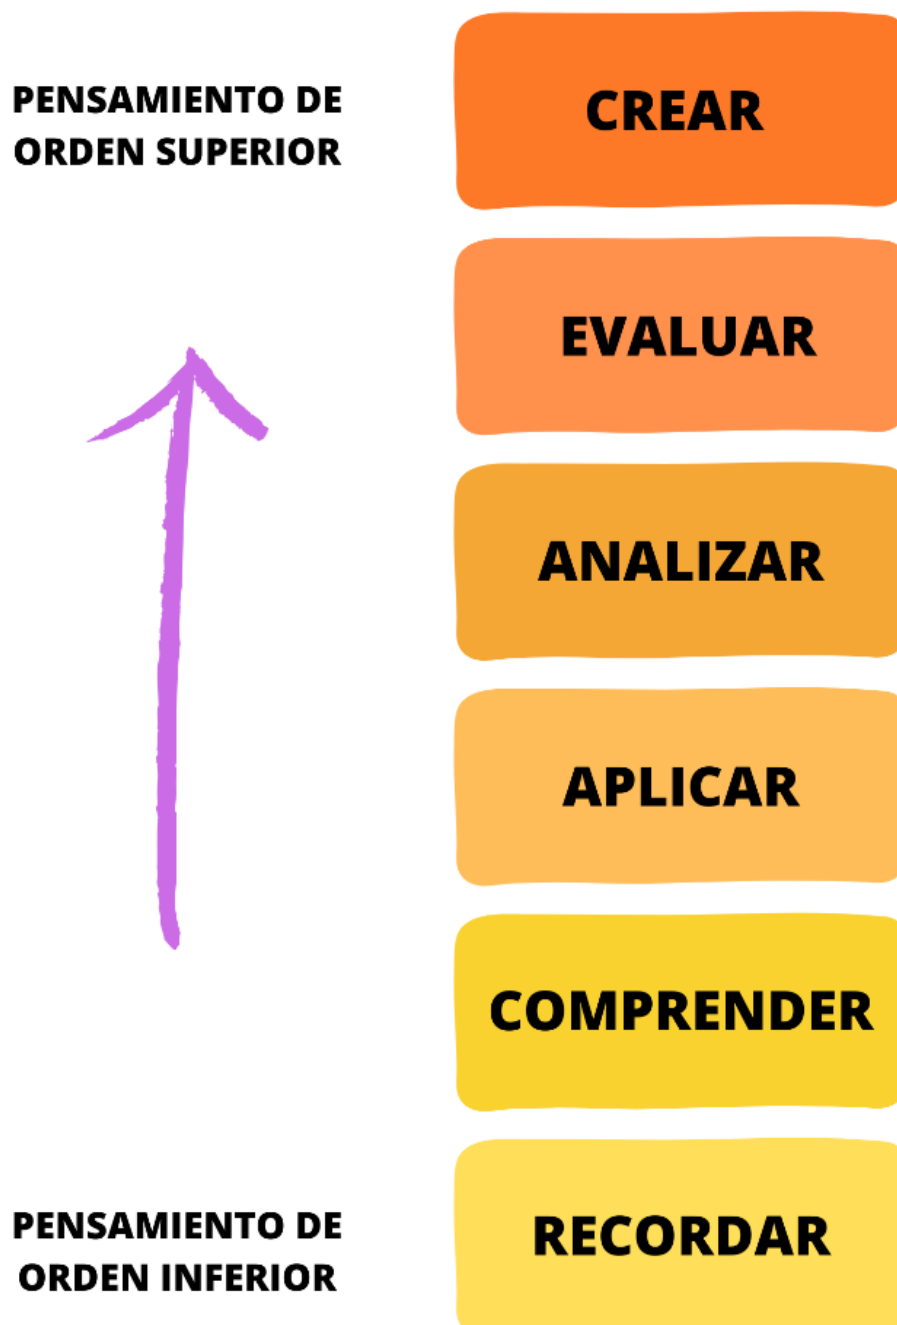 PENSAMIENTO DE
ORDEN SUPERIOR
CREAR
EVALUAR
ANALIZAR
APLICAR
COMPRENDER
PENSAMIENTO DE
ORDEN INFERIOR
RECORDAR